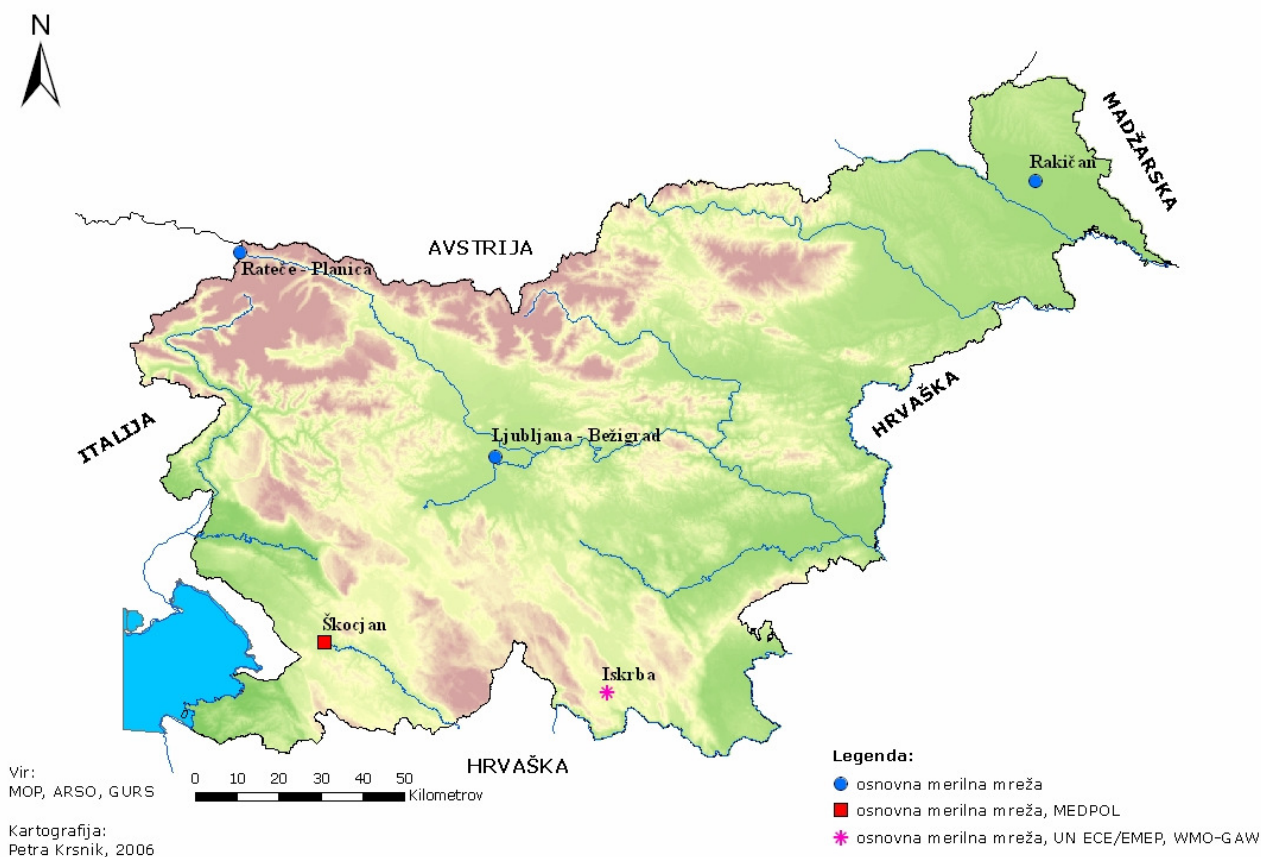 N
MADŽARSKA
Rakičan
AVSTRIJA
Rateče - Planica
HRVAŠKA
ITALIJA
Ljubljana - Bežigrad
Škocjan
Iskrba
HRVAŠKA
Vir:
MOP, ARSO, GURS
0 10 20 30 40 50
Kilometrov
Kartografija:
Petra Krsnik, 2006
Legenda:
osnovna merilna mreža
osnovna merilna mreža, MEDPOL
osnovna merilna mreža, UN ECE/EMEP, WMO-GAW